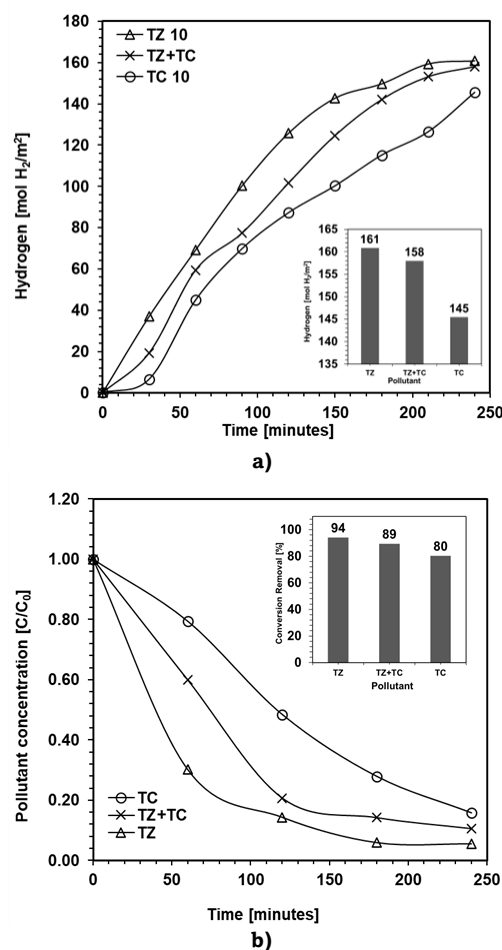 180
160
140
120
100
80
60
40
20
0
Hydrogen [mol H₂/m²]
TZ 10
TZ+TC
TC 10
165
160
155
150
145
140
135
Hydrogen [mol H₂/m²]
161
158
145
TZ
TZ+TC
TC
Pollutant
0
50
100
150
200
250
Time [minutes]
a)
1.20
1.00
0.80
0.60
0.40
0.20
0.00
Pollutant concentration [C/C₀]
100
80
60
40
20
0
Conversion Removal [%]
94
89
80
TZ
TZ+TC
TC
Pollutant
TC
TZ+TC
TZ
0
50
100
150
200
250
Time [minutes]
b)